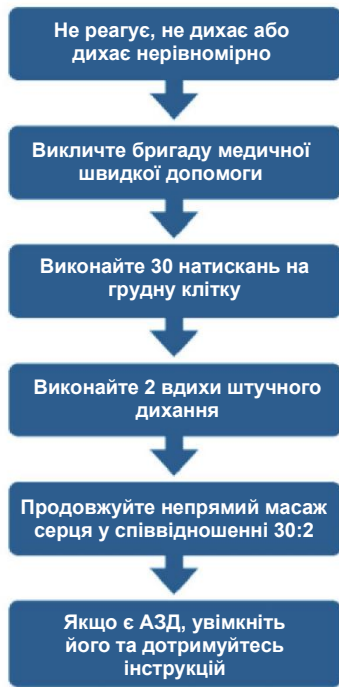 Не реагує, не дихає або
дихає нерівномірно
Викличте бригаду медичної
швидкої допомоги
Виконайте 30 натискань на
грудну клітку
Виконайте 2 вдихи штучного
дихання
Продовжуйте непрямий масаж
серця у співвідношенні 30:2
Якщо є АЗД, увімкніть
його та дотримуйтесь
інструкцій